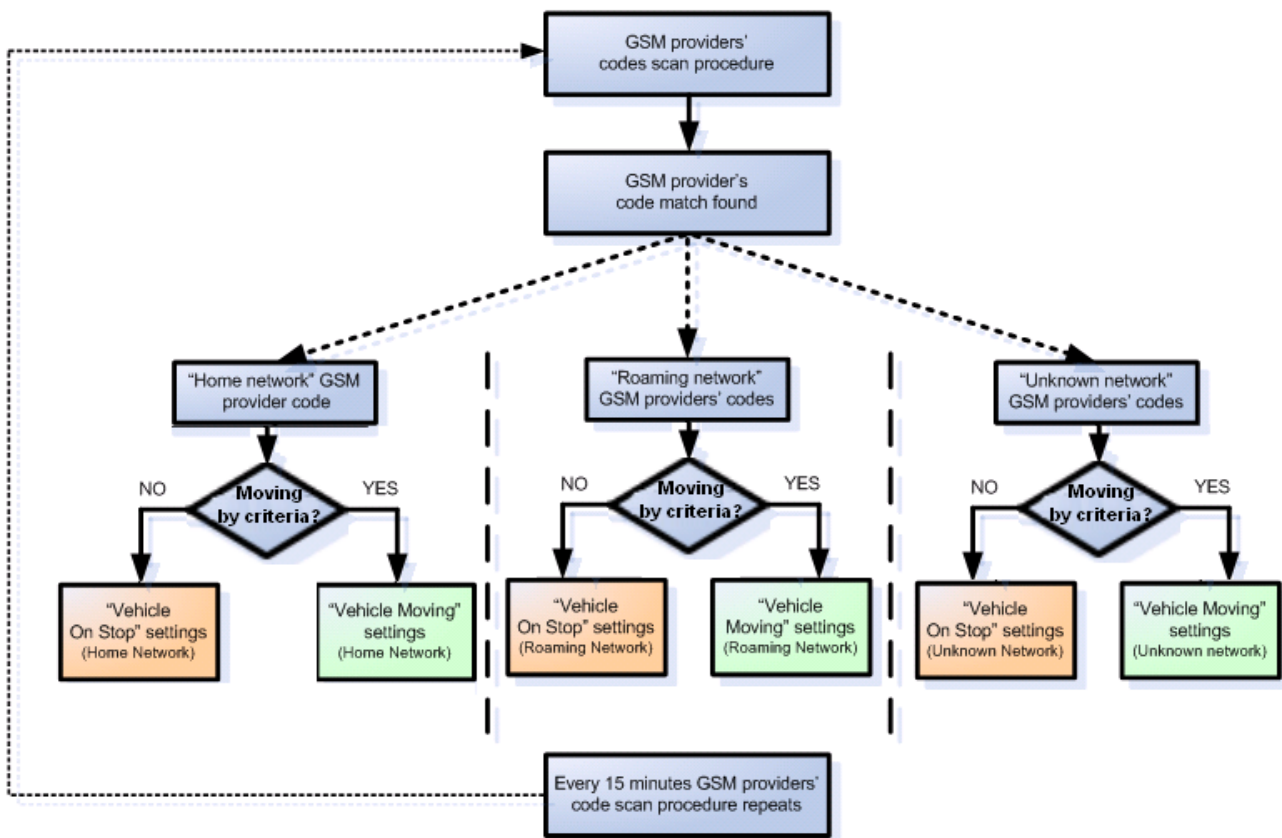 GSM providers'
codes scan procedure
GSM provider's
code match found
“Home network” GSM
provider code
“Roaming network”
GSM providers' codes
“Unknown network”
GSM providers' codes
NO
Moving
by criteria?
YES
NO
Moving
by criteria?
YES
NO
Moving
by criteria?
YES
“Vehicle
On Stop” settings
(Home Network)
“Vehicle Moving”
settings
(Home Network)
“Vehicle
On Stop” settings
(Roaming Network)
“Vehicle
Moving” settings
(Roaming Network)
“Vehicle
On Stop” settings
(Unknown Network)
“Vehicle Moving”
settings
(Unknown network)
Every 15 minutes GSM providers'
code scan procedure repeats